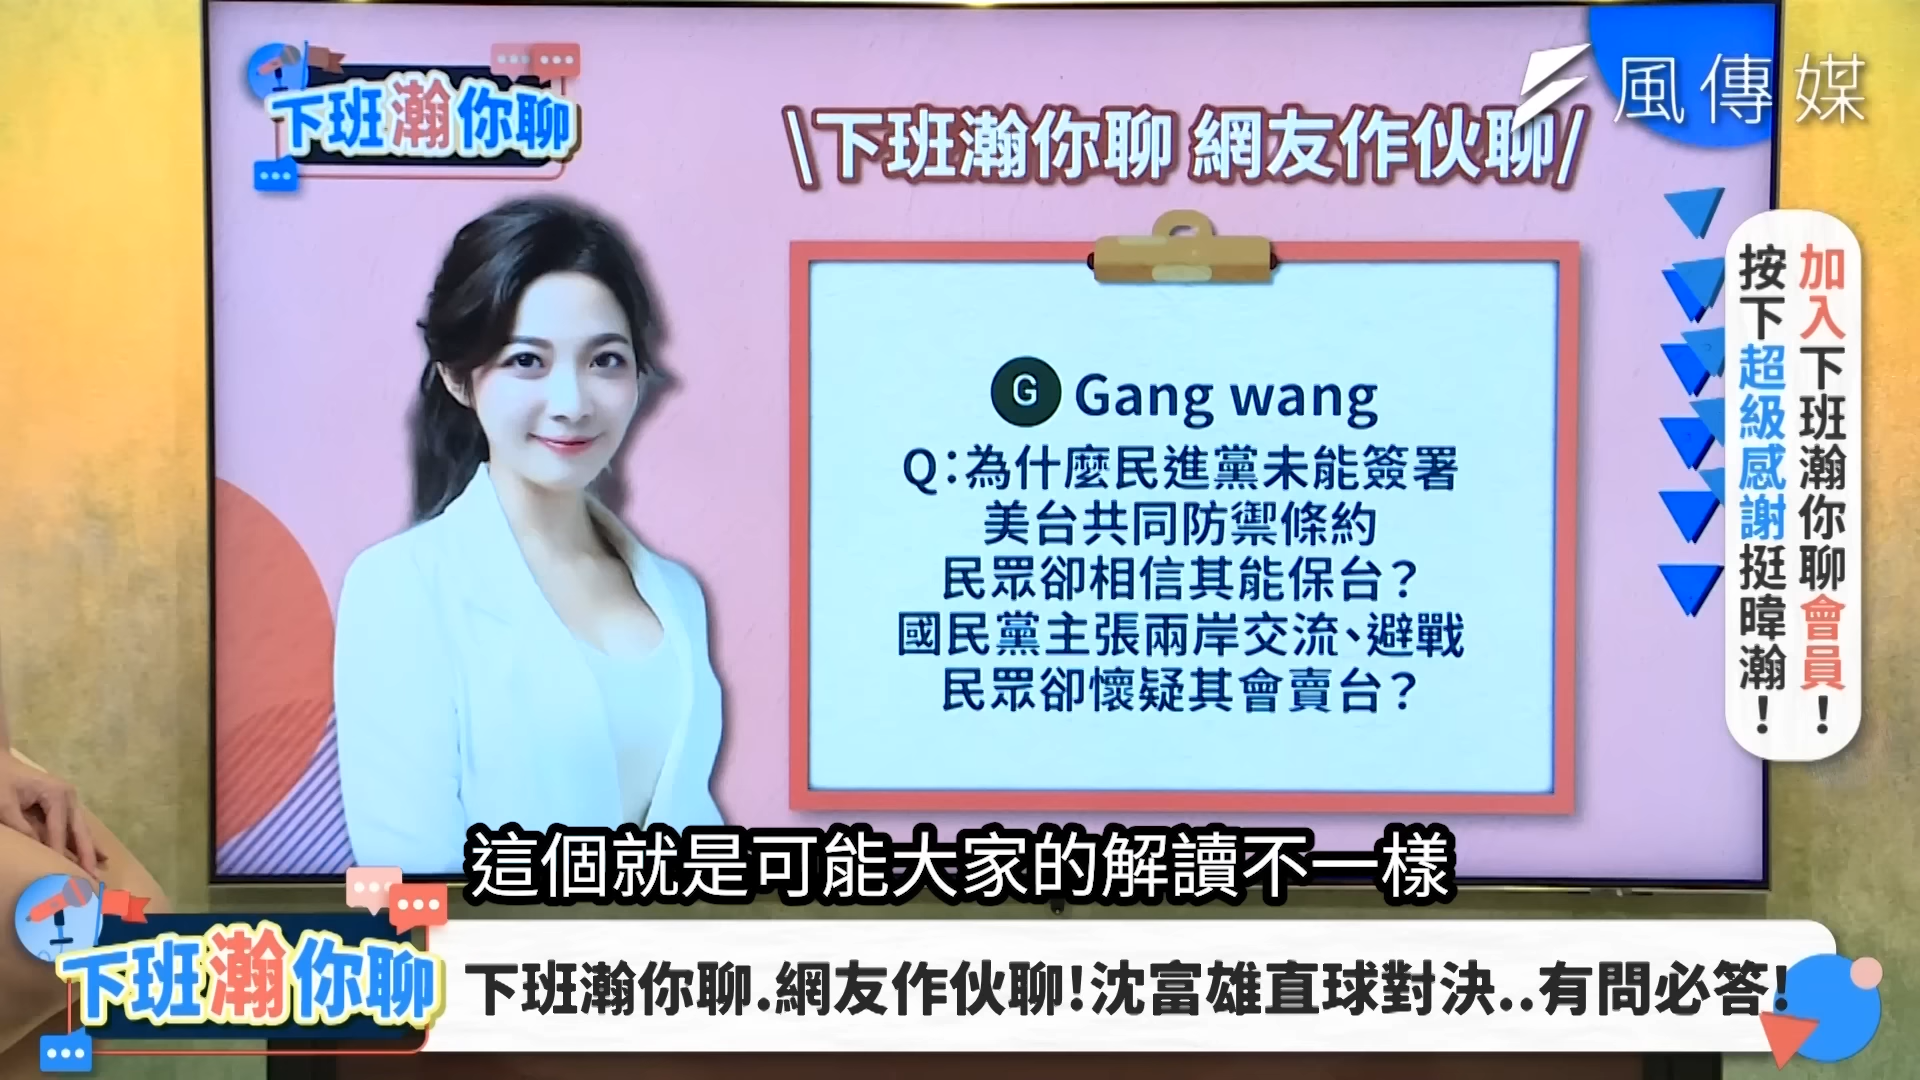 下班瀚你聊
\下班瀚你聊 網友作伙聊/
風傳媒
G Gang wang
Q:為什麼民進黨未能簽署
美台共同防禦條約
民眾卻相信其能保台?
國民黨主張兩岸交流、避戰
民眾卻懷疑其會賣台?
加入下班瀚你聊會員!
按下超級感謝挺暐瀚!
這個就是可能大家的解讀不一樣
下班瀚你聊
下班瀚你聊.網友作伙聊!沈富雄直球對決..有問必答!